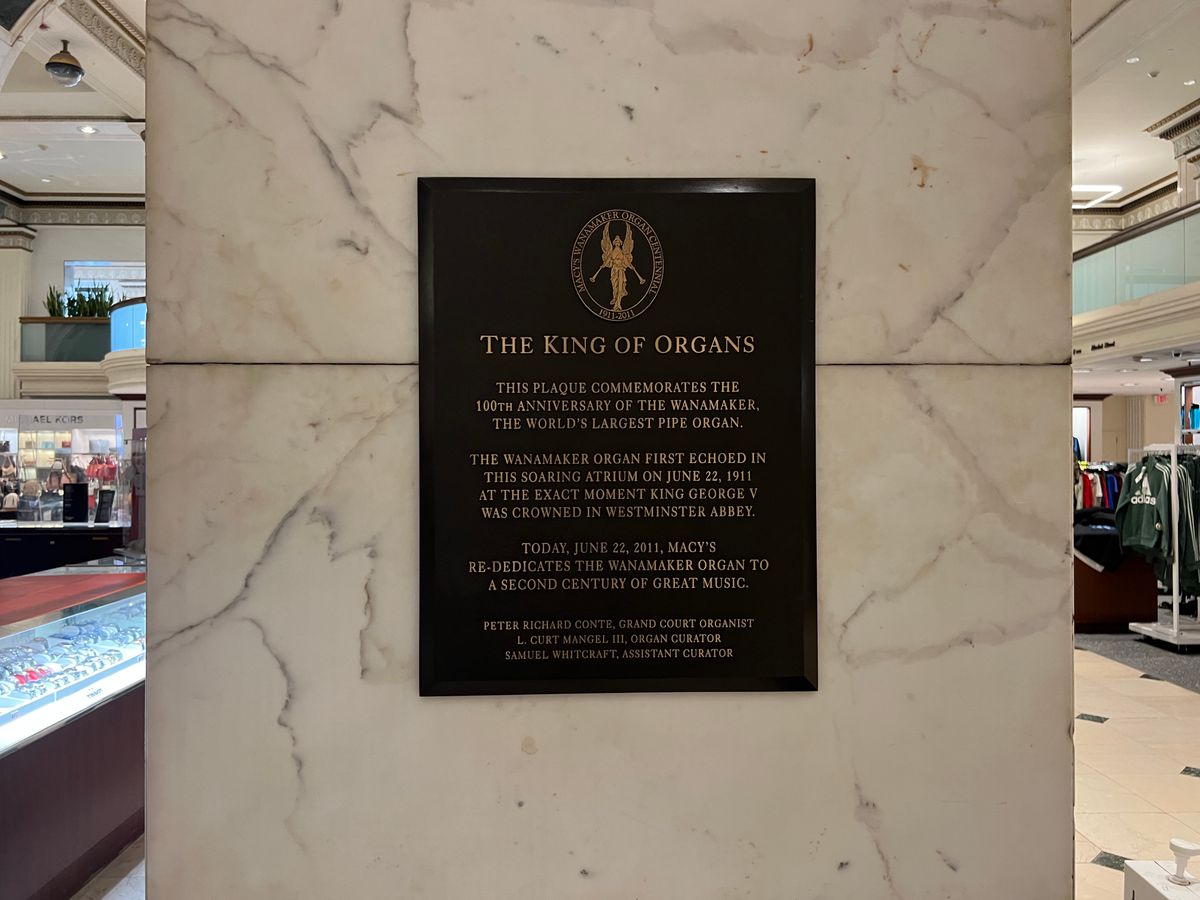 MACY'S WANAMAKER ORGAN CENTENNIAL
1911-2011
THE KING OF ORGANS
THIS PLAQUE COMMEMORATES THE
100TH ANNIVERSARY OF THE WANAMAKER,
THE WORLD'S LARGEST PIPE ORGAN.
THE WANAMAKER ORGAN FIRST ECHOED IN
THIS SOARING ATRIUM ON JUNE 22, 1911
AT THE EXACT MOMENT KING GEORGE V
WAS CROWNED IN WESTMINSTER ABBEY.
TODAY, JUNE 22, 2011, MACY'S
RE-DEDICATES THE WANAMAKER ORGAN TO
A SECOND CENTURY OF GREAT MUSIC.
PETER RICHARD CONTE, GRAND COURT ORGANIST
L. CURT MANGEL III, ORGAN CURATOR
SAMUEL WHITCRAFT, ASSISTANT CURATOR
AEL KORS
adidas